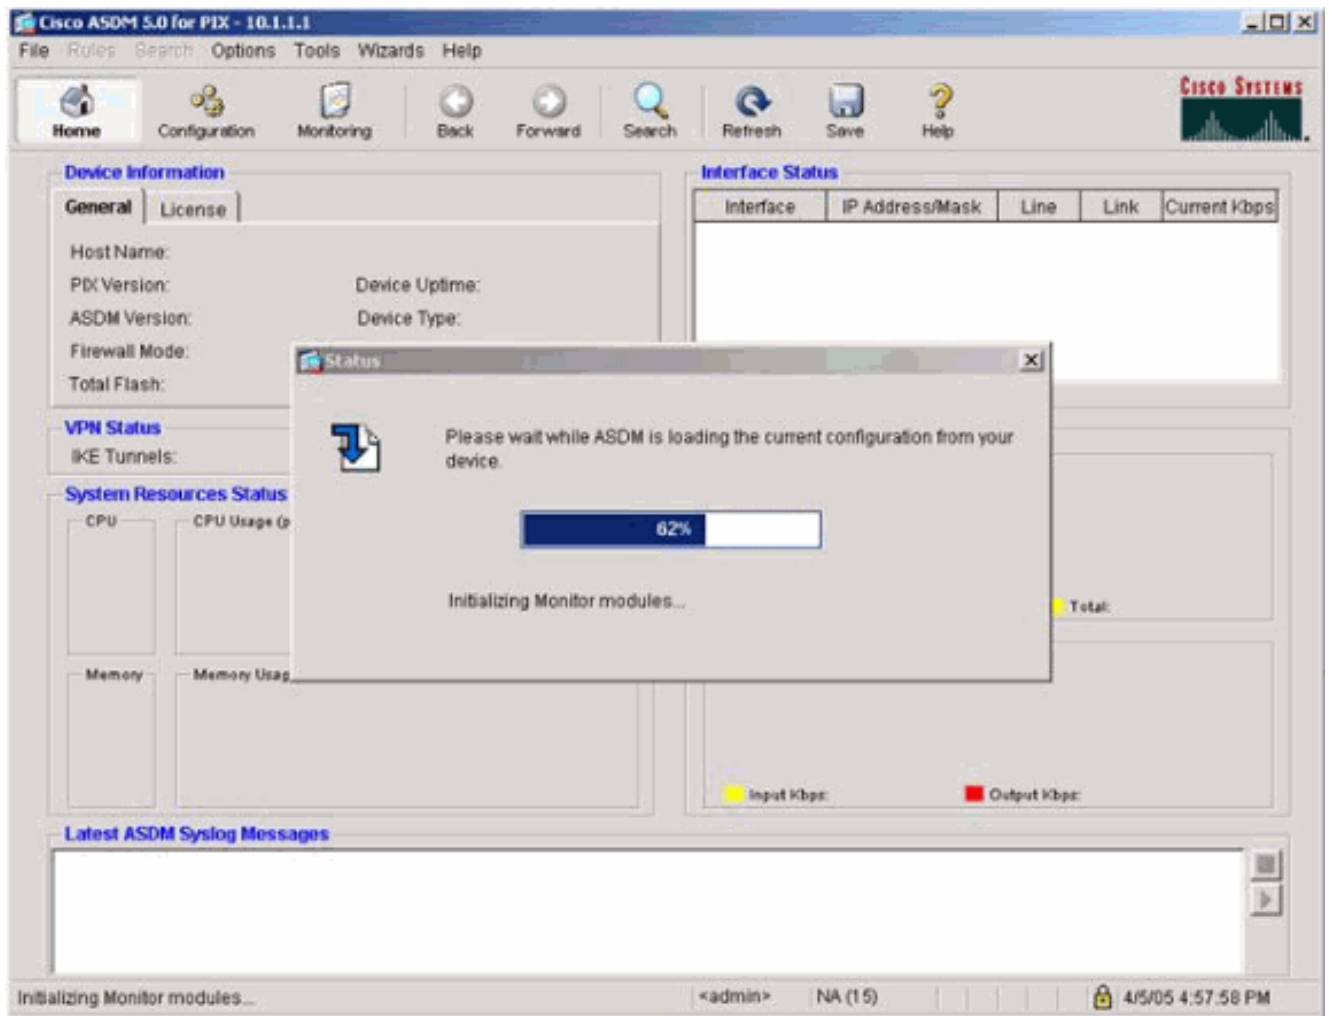 Cisco ASDM 5.0 for PIX - 10.1.1.1
File Rules Search Options Tools Wizards Help
Home Configuration Monitoring Back Forward Search Refresh Save Help
CISCO SYSTEMS
Device Information
General License
Host Name:
PIX Version: Device Uptime:
ASDM Version: Device Type:
Firewall Mode:
Total Flash:
Interface Status
Interface IP Address/Mask Line Link Current Kbps
VPN Status
IKE Tunnels:
System Resources Status
CPU CPU Usage (p
Memory Memory Usag
Status
Please wait while ASDM is loading the current configuration from your
device.
62%
Initializing Monitor modules...
Total:
Input Kbps: Output Kbps:
Latest ASDM Syslog Messages
Initializing Monitor modules... <admin> NA (15) 4/5/05 4:57:58 PM